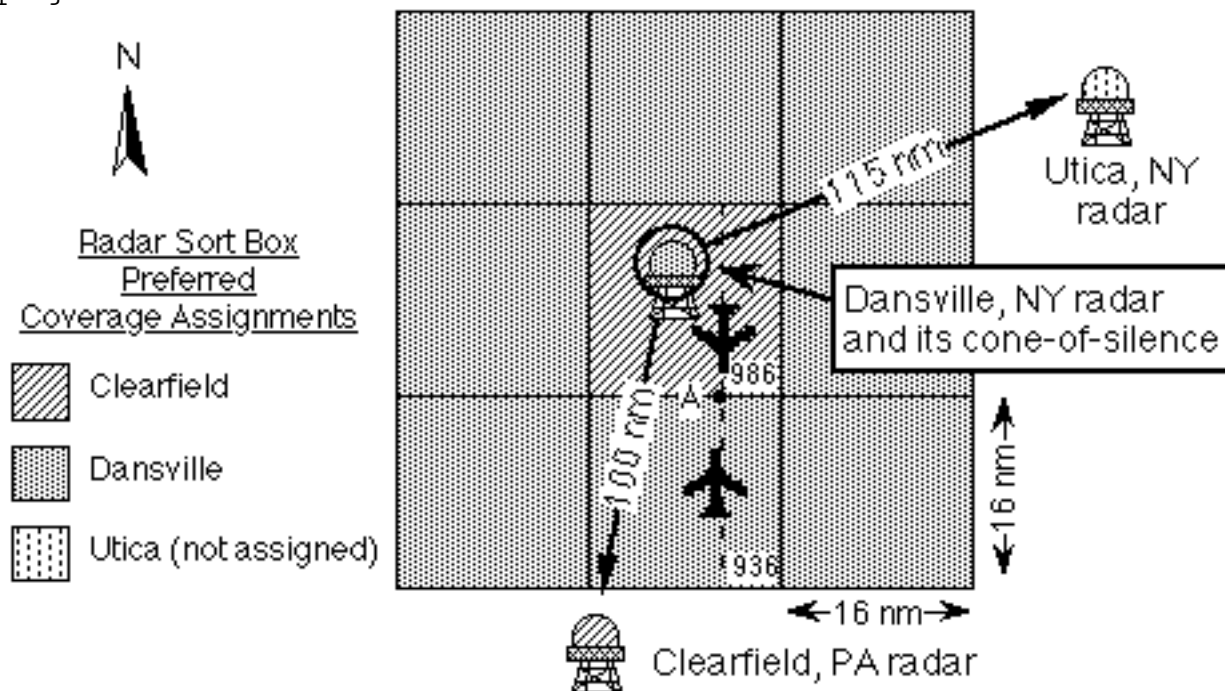 N
115 nm
Utica, NY
radar
Radar Sort Box
Preferred
Coverage Assignments
Dansville, NY radar
and its cone-of-silence
Clearfield
986
A
100 nm
Dansville
16 nm
Utica (not assigned)
936
16 nm
Clearfield, PA radar